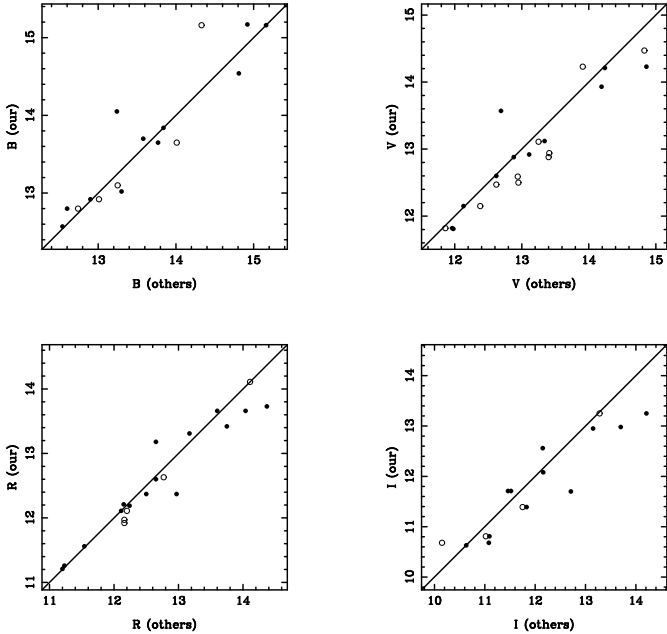 15
14
13
B (our)
13 14 15
B (others)
15
14
13
12
V (our)
12 13 14 15
V (others)
14
13
12
11
R (our)
11 12 13 14
R (others)
14
13
12
11
10
I (our)
10 11 12 13 14
I (others)